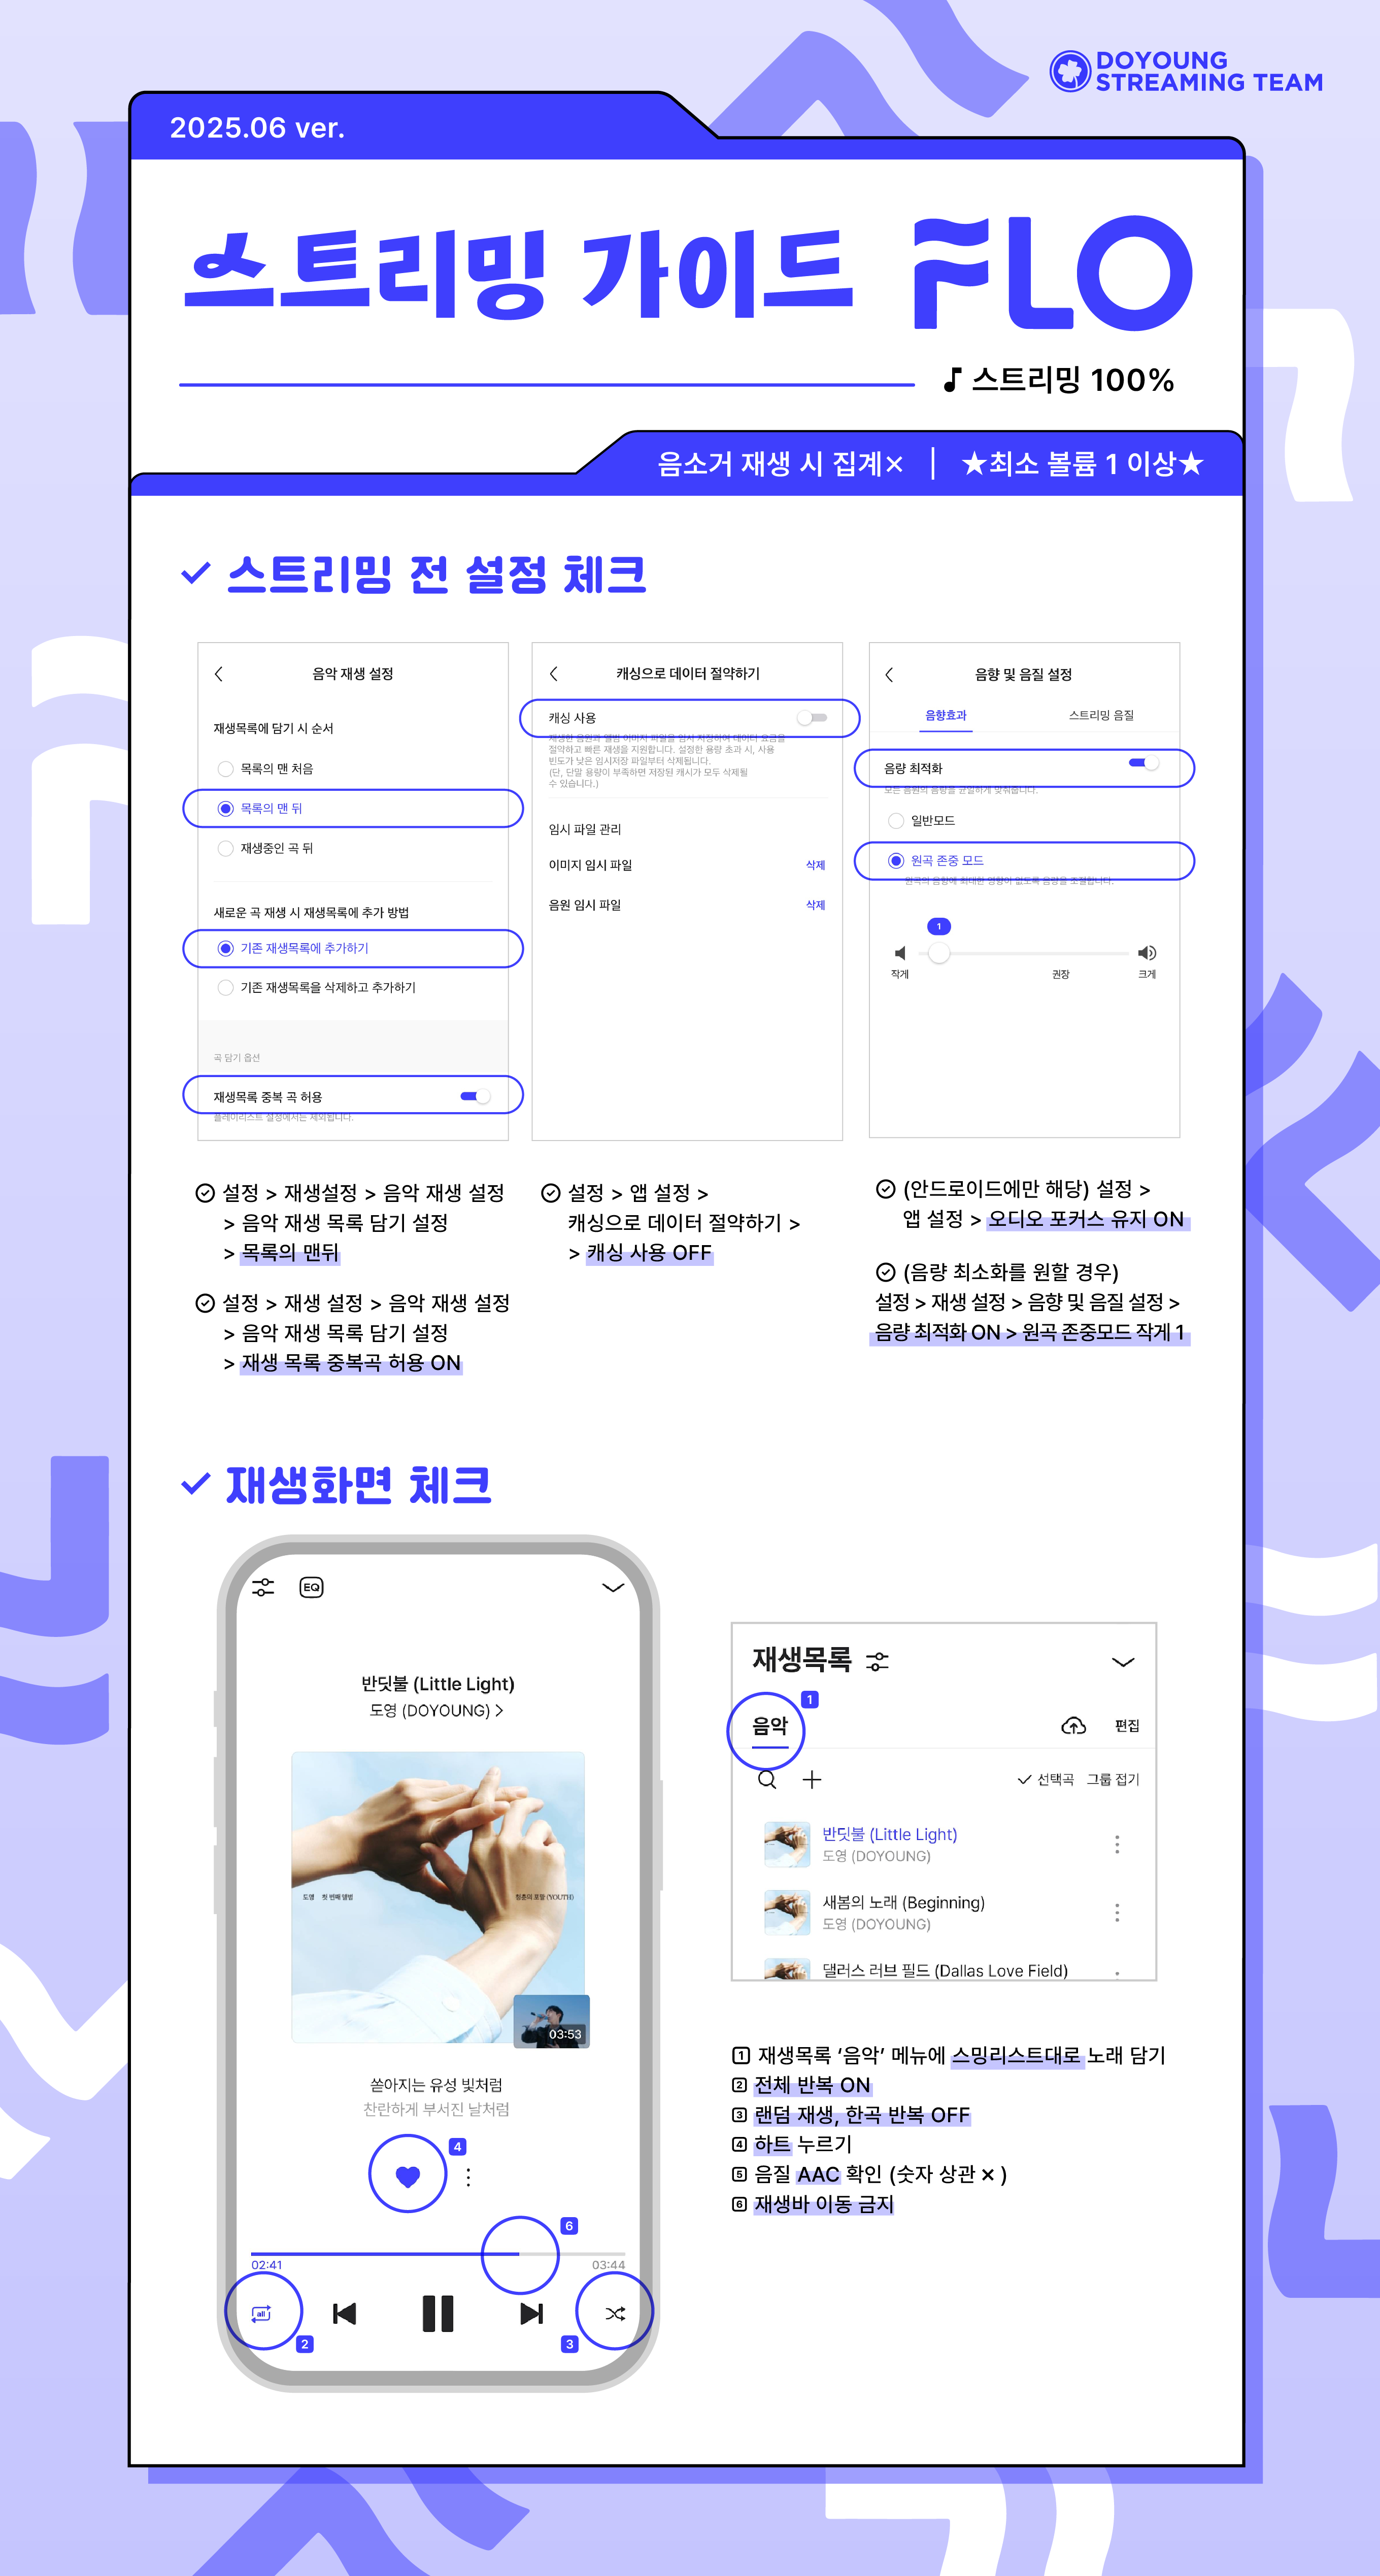 DOYOUNG
STREAMING TEAM
2025.06 ver.
스트리밍 가이드 FLO
스트리밍 100%
음소거 재생 시 집계× | ★최소 볼륨 1 이상★
스트리밍 전 설정 체크
음악 재생 설정
재생목록에 담기 시 순서
목록의 맨 처음
목록의 맨 뒤
재생중인 곡 뒤
새로운 곡 재생 시 재생목록에 추가 방법
기존 재생목록에 추가하기
기존 재생목록을 삭제하고 추가하기
곡 담기 옵션
재생목록 중복 곡 허용
플레이리스트 설정에서는 제외됩니다.
캐싱으로 데이터 절약하기
캐싱 사용
재생한 음원과 앨범 이미지 파일을 임시 저장하여 데이터 요금을
절약하고 빠른 재생을 지원합니다. 설정한 용량 초과 시, 사용
빈도가 낮은 임시저장 파일부터 삭제됩니다.
(단, 단말 용량이 부족하면 저장된 캐시가 모두 삭제될
수 있습니다.)
임시 파일 관리
이미지 임시 파일 삭제
음원 임시 파일 삭제
음향 및 음질 설정
음향효과 스트리밍 음질
음량 최적화
모든 음원의 음량을 균일하게 맞춰줍니다.
일반모드
원곡 존중 모드
원곡의 음향에 최대한 영향이 없도록 음량을 조절합니다.
1
작게 권장 크게
설정 > 재생설정 > 음악 재생 설정
> 음악 재생 목록 담기 설정
> 목록의 맨뒤
설정 > 재생 설정 > 음악 재생 설정
> 음악 재생 목록 담기 설정
> 재생 목록 중복곡 허용 ON
설정 > 앱 설정 >
캐싱으로 데이터 절약하기 >
> 캐싱 사용 OFF
(안드로이드에만 해당) 설정 >
앱 설정 > 오디오 포커스 유지 ON
(음량 최소화를 원할 경우)
설정 > 재생 설정 > 음향 및 음질 설정 >
음량 최적화 ON > 원곡 존중모드 작게 1
재생화면 체크
EQ
반딧불 (Little Light)
도영 (DOYOUNG) >
도영 첫 번째 앨범 청춘의 포말 (YOUTH)
03:53
쏟아지는 유성 빛처럼
찬란하게 부서진 날처럼
4
6
02:41 03:44
all
2
3
재생목록
음악
1
편집
선택곡 그룹 접기
반딧불 (Little Light)
도영 (DOYOUNG)
새봄의 노래 (Beginning)
도영 (DOYOUNG)
댈러스 러브 필드 (Dallas Love Field)
1 재생목록 ‘음악’ 메뉴에 스밍리스트대로 노래 담기
2 전체 반복 ON
3 랜덤 재생, 한곡 반복 OFF
4 하트 누르기
5 음질 AAC 확인 (숫자 상관 × )
6 재생바 이동 금지